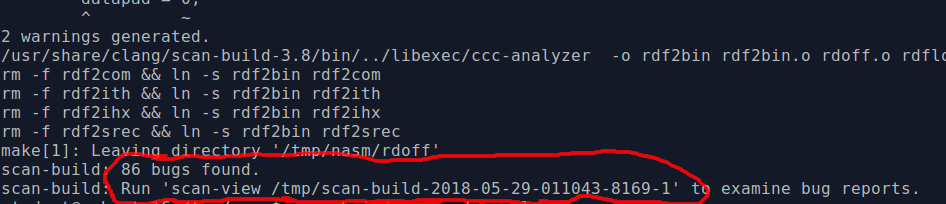 datapad = 0;
^ ~
2 warnings generated.
/usr/share/clang/scan-build-3.8/bin/../libexec/ccc-analyzer -o rdf2bin rdf2bin.o rdoff.o rdflo
rm -f rdf2com && ln -s rdf2bin rdf2com
rm -f rdf2ith && ln -s rdf2bin rdf2ith
rm -f rdf2ihx && ln -s rdf2bin rdf2ihx
rm -f rdf2srec && ln -s rdf2bin rdf2srec
make[1]: Leaving directory '/tmp/nasm/rdoff'
scan-build: 86 bugs found.
scan-build: Run 'scan-view /tmp/scan-build-2018-05-29-011043-8169-1' to examine bug reports.